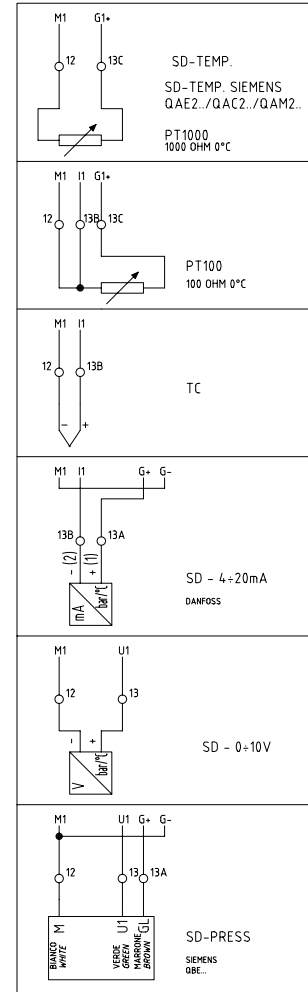 M1 G1+
12 13C
SD-TEMP.
SD-TEMP. SIEMENS
QAE2../QAC2../QAM2..
PT1000
1000 OHM 0°C
M1 I1 G1+
12 13B 13C
PT100
100 OHM 0°C
M1 I1
12 13B
- +
TC
M1 I1 G+ G-
13B 13A
- (2) + (1)
mA bar/°C
SD - 4÷20mA
DANFOSS
M1 U1
12 13
- +
V bar/°C
SD - 0÷10V
M1 U1 G+ G-
12 13 13A
M U1 GL
BIANCO VERDE MARRONE
WHITE GREEN BROWN
SD-PRESS
SIEMENS
QBE...